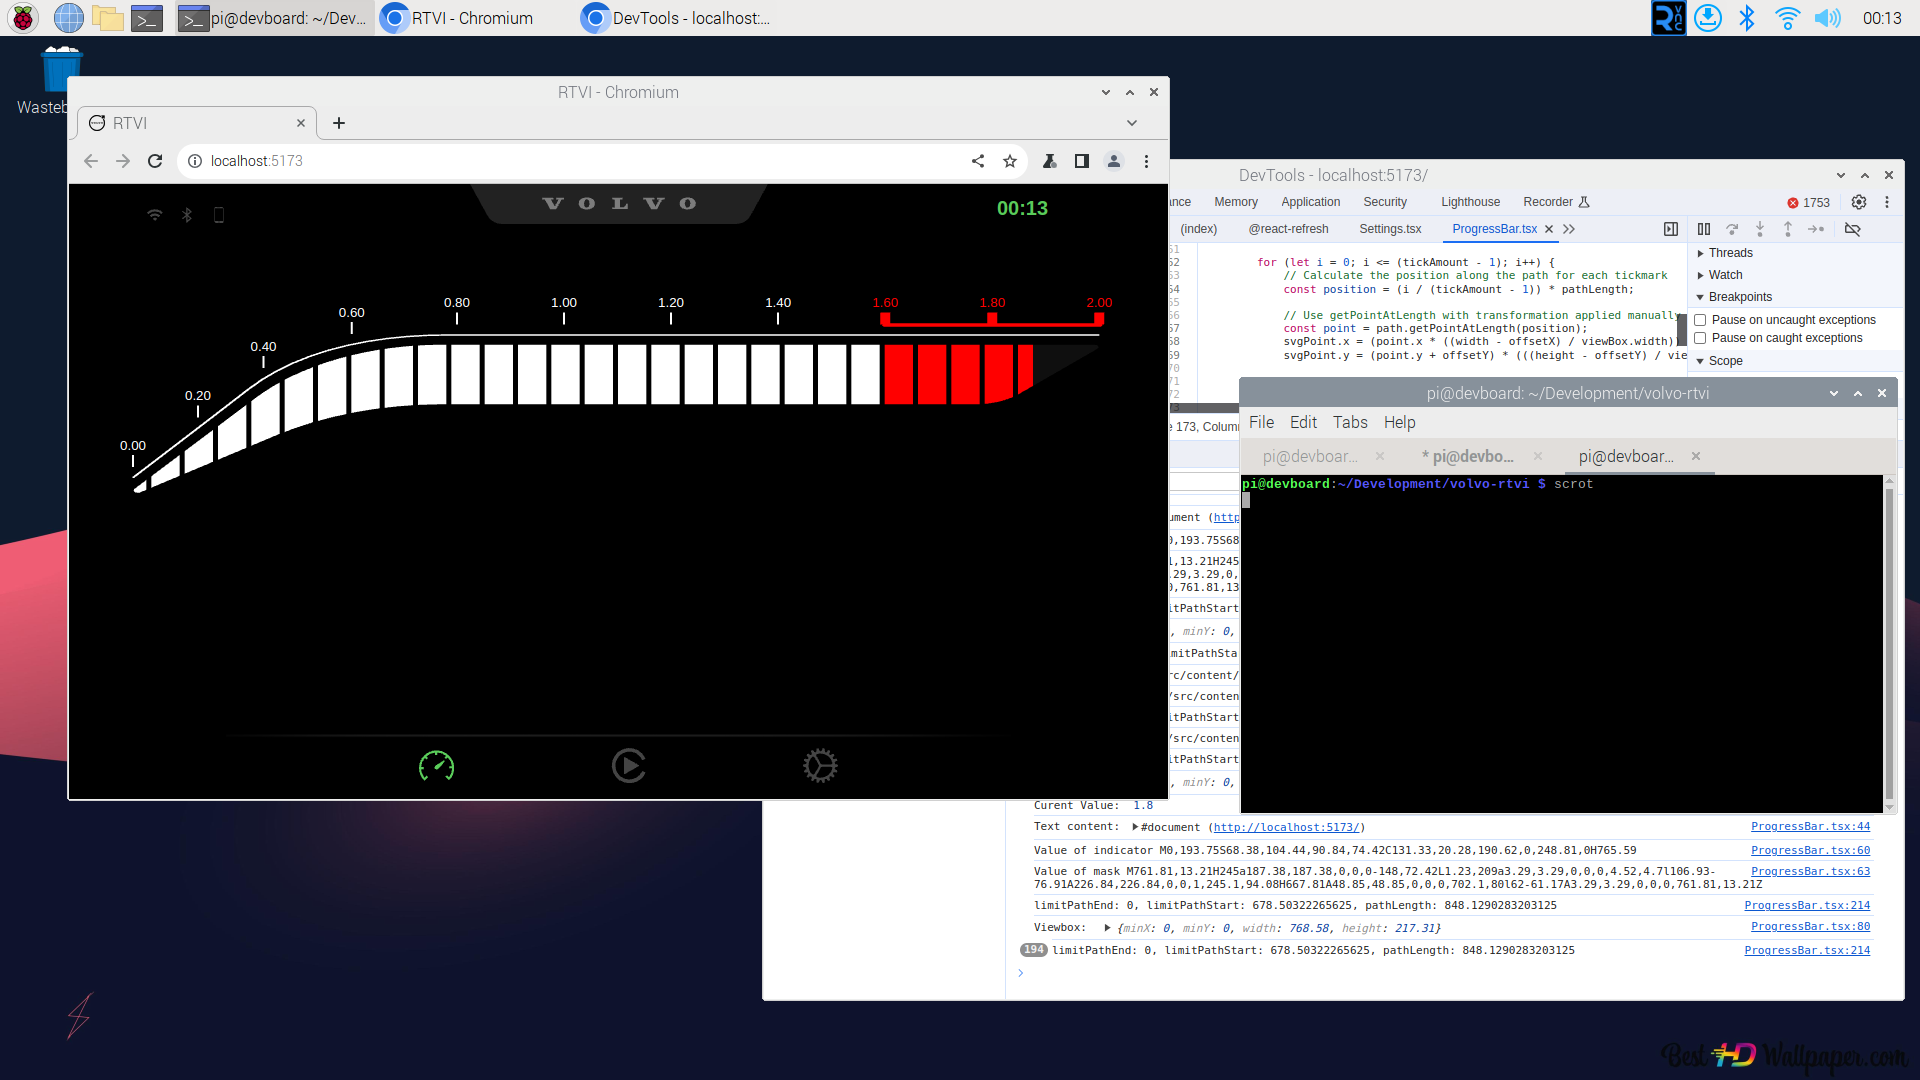 pi@devboard: ~/Dev...
RTVI - Chromium
DevTools - localhost:...
VNC
00:13
RTVI - Chromium
RTVI
localhost:5173
VOLVO
00:13
0.00
0.20
0.40
0.60
0.80
1.00
1.20
1.40
1.60
1.80
2.00
DevTools - localhost:5173/
Memory Application Security Lighthouse Recorder 1753
(index) @react-refresh Settings.tsx ProgressBar.tsx
for (let i = 0; i <= (tickAmount - 1); i++) {
// Calculate the position along the path for each tickmark
const position = (i / (tickAmount - 1)) * pathLength;
// Use getPointAtLength with transformation applied manually
const point = path.getPointAtLength(position);
svgPoint.x = (point.x * ((width - offsetX) / viewBox.width))
svgPoint.y = (point.y + offsetY) * (((height - offsetY) / vie
Threads
Watch
Breakpoints
Pause on uncaught exceptions
Pause on caught exceptions
Scope
pi@devboard: ~/Development/volvo-rtvi
File Edit Tabs Help
pi@devboar... * pi@devbo... pi@devboar...
pi@devboard:~/Development/volvo-rtvi $ scrot
173, Colum
ument (http
0,193.75S68
1,13.21H245
.29,3.29,0,
0,761.81,13
itPathStart
, minY: 0,
imitPathSta
rc/content/
/src/conten
itPathStart
/src/conten
itPathStart
, minY: 0,
Curent Value: 1.8
Text content: #document (http://localhost:5173/) ProgressBar.tsx:44
Value of indicator M0,193.75S68.38,104.44,90.84,74.42C131.33,20.28,190.62,0,248.81,0H765.59 ProgressBar.tsx:60
Value of mask M761.81,13.21H245a187.38,187.38,0,0,0-148,72.42L1.23,209a3.29,3.29,0,0,0,4.52,4.7l106.93- ProgressBar.tsx:63
76.91A226.84,226.84,0,0,1,245.1,94.08H667.81A48.85,48.85,0,0,0,702.1,80l62-61.17A3.29,3.29,0,0,0,761.81,13.21Z
limitPathEnd: 0, limitPathStart: 678.50322265625, pathLength: 848.1290283203125 ProgressBar.tsx:214
Viewbox: {minX: 0, minY: 0, width: 768.58, height: 217.31} ProgressBar.tsx:80
194 limitPathEnd: 0, limitPathStart: 678.50322265625, pathLength: 848.1290283203125 ProgressBar.tsx:214
Best HD Wallpaper.com